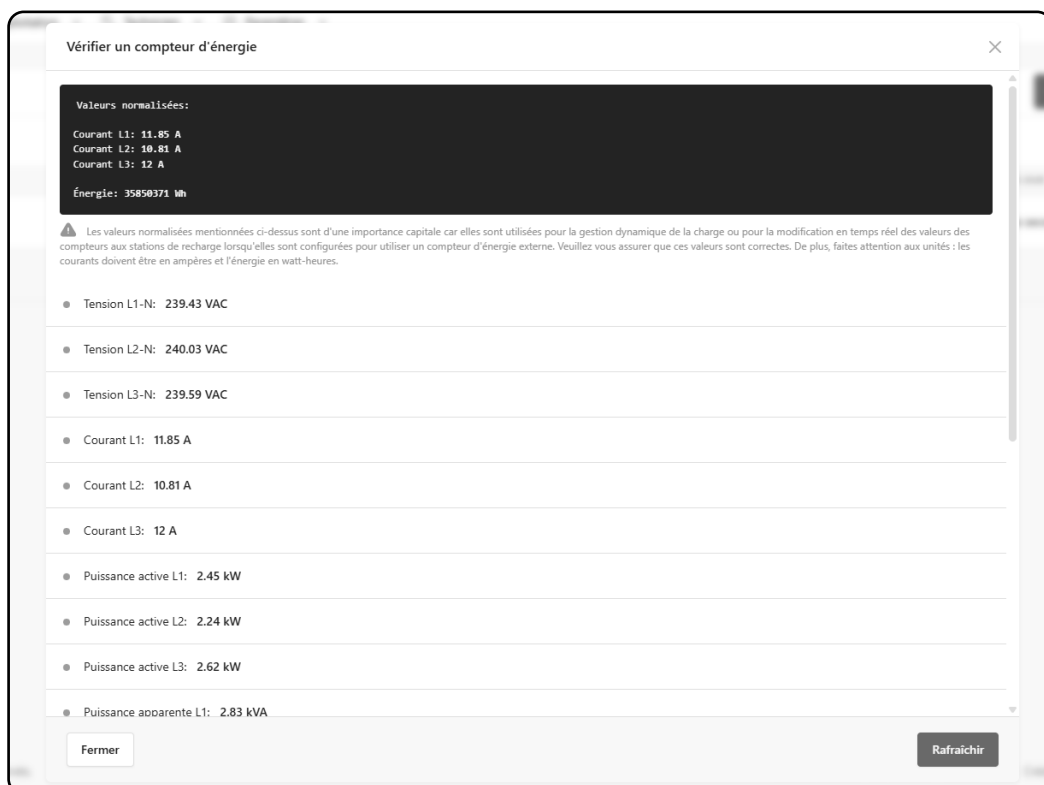 Vérifier un compteur d'énergie
Valeurs normalisées:
Courant L1: 11.85 A
Courant L2: 10.81 A
Courant L3: 12 A
Énergie: 35850371 Wh
Les valeurs normalisées mentionnées ci-dessus sont d'une importance capitale car elles sont utilisées pour la gestion dynamique de la charge ou pour la modification en temps réel des valeurs des
compteurs aux stations de recharge lorsqu'elles sont configurées pour utiliser un compteur d'énergie externe. Veuillez vous assurer que ces valeurs sont correctes. De plus, faites attention aux unités : les
courants doivent être en ampères et l'énergie en watt-heures.
Tension L1-N: 239.43 VAC
Tension L2-N: 240.03 VAC
Tension L3-N: 239.59 VAC
Courant L1: 11.85 A
Courant L2: 10.81 A
Courant L3: 12 A
Puissance active L1: 2.45 kW
Puissance active L2: 2.24 kW
Puissance active L3: 2.62 kW
Puissance apparente L1: 2.83 kVA
Fermer
Rafraîchir